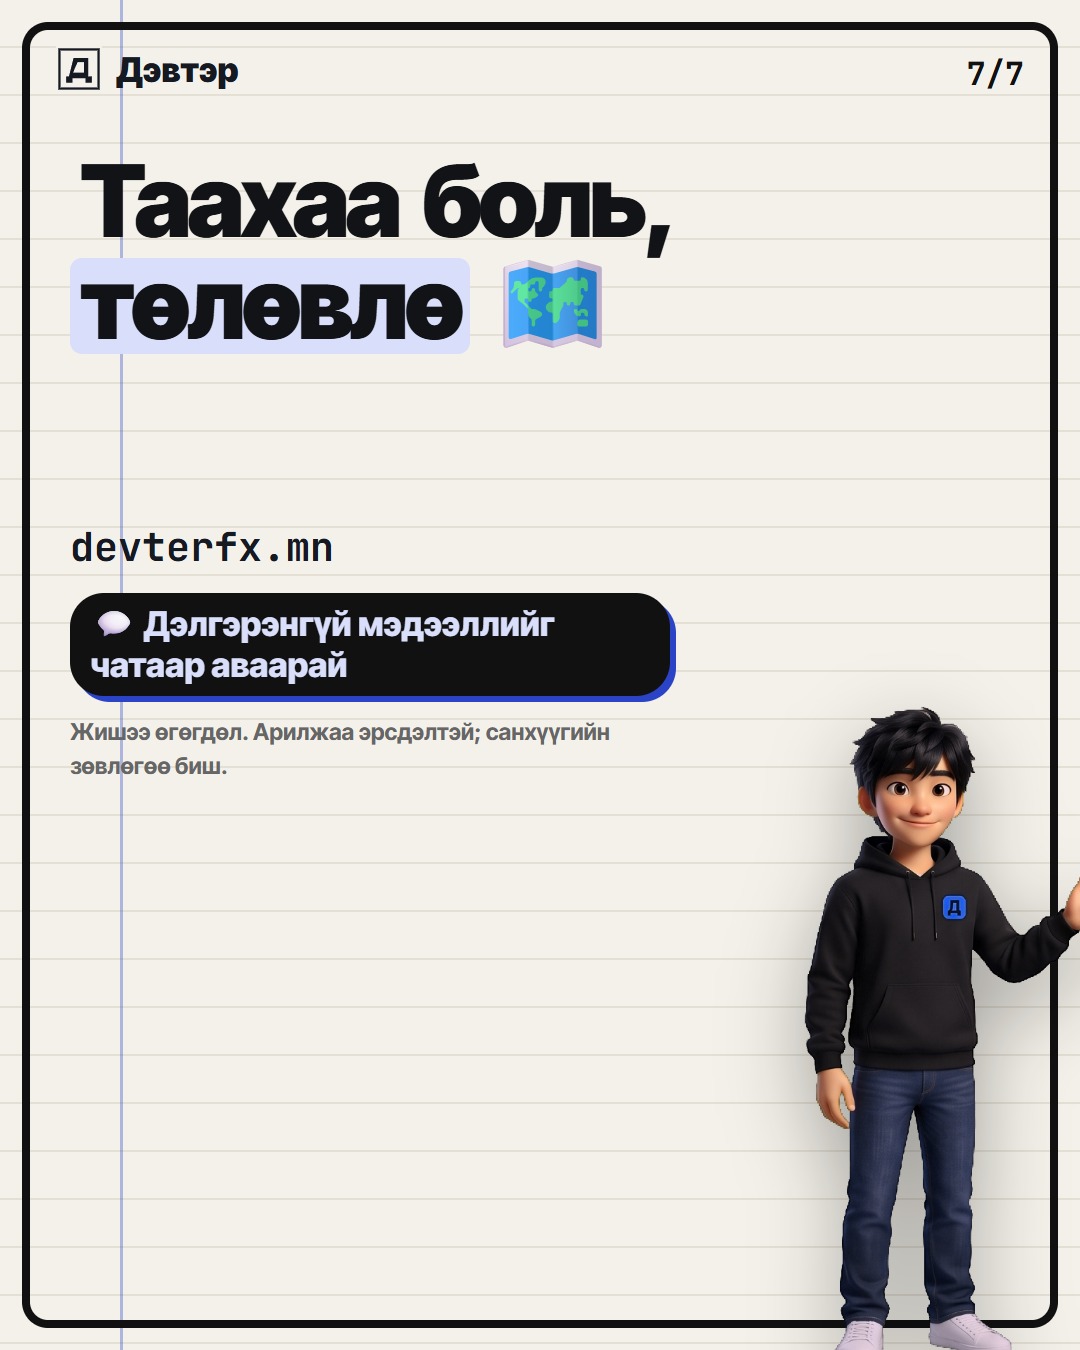 Д Дэвтэр
7/7
Таахаа боль,
төлөвлө
devterfx.mn
Дэлгэрэнгүй мэдээллийг
чатаар аваарай
Жишээ өгөгдөл. Арилжаа эрсдэлтэй; санхүүгийн
зөвлөгөө биш.
Д